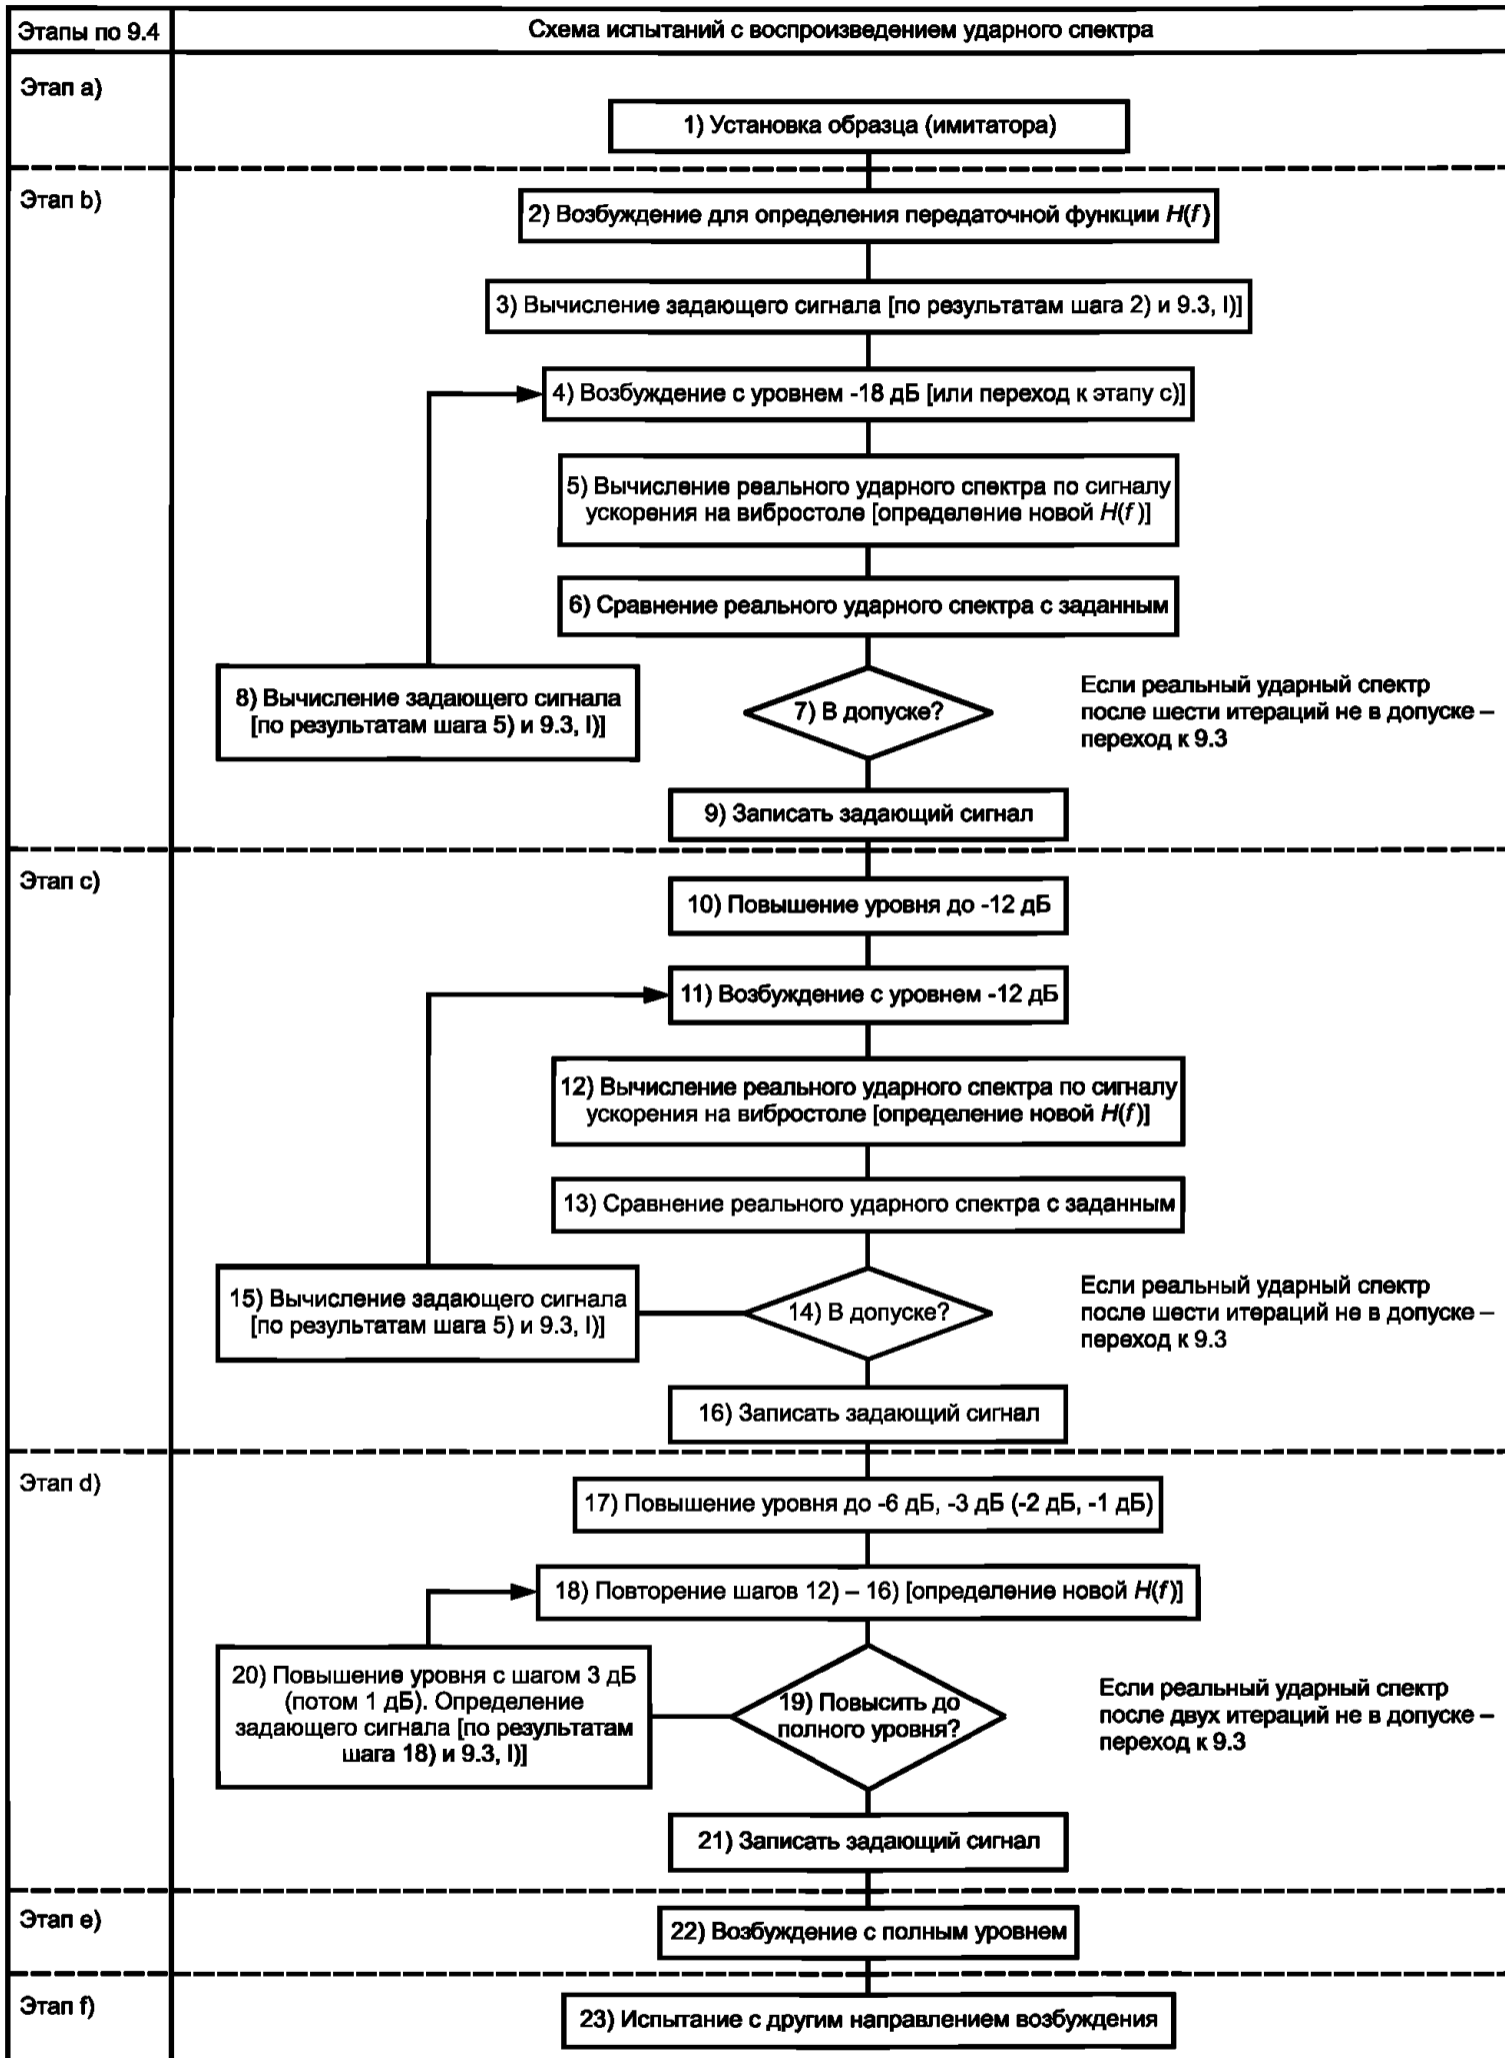 Этапы по 9.4
Схема испытаний с воспроизведением ударного спектра
Этап a)
1) Установка образца (имитатора)
Этап b)
2) Возбуждение для определения передаточной функции H(f)
3) Вычисление задающего сигнала [по результатам шага 2) и 9.3, l)]
4) Возбуждение с уровнем -18 дБ [или переход к этапу c)]
5) Вычисление реального ударного спектра по сигналу
ускорения на вибростоле [определение новой H(f)]
6) Сравнение реального ударного спектра с заданным
8) Вычисление задающего сигнала
[по результатам шага 5) и 9.3, l)]
7) В допуске?
Если реальный ударный спектр
после шести итераций не в допуске –
переход к 9.3
9) Записать задающий сигнал
Этап c)
10) Повышение уровня до -12 дБ
11) Возбуждение с уровнем -12 дБ
12) Вычисление реального ударного спектра по сигналу
ускорения на вибростоле [определение новой H(f)]
13) Сравнение реального ударного спектра с заданным
15) Вычисление задающего сигнала
[по результатам шага 5) и 9.3, l)]
14) В допуске?
Если реальный ударный спектр
после шести итераций не в допуске –
переход к 9.3
16) Записать задающий сигнал
Этап d)
17) Повышение уровня до -6 дБ, -3 дБ (-2 дБ, -1 дБ)
18) Повторение шагов 12) – 16) [определение новой H(f)]
20) Повышение уровня с шагом 3 дБ
(потом 1 дБ). Определение
задающего сигнала [по результатам
шага 18) и 9.3, l)]
19) Повысить до
полного уровня?
Если реальный ударный спектр
после двух итераций не в допуске –
переход к 9.3
21) Записать задающий сигнал
Этап e)
22) Возбуждение с полным уровнем
Этап f)
23) Испытание с другим направлением возбуждения